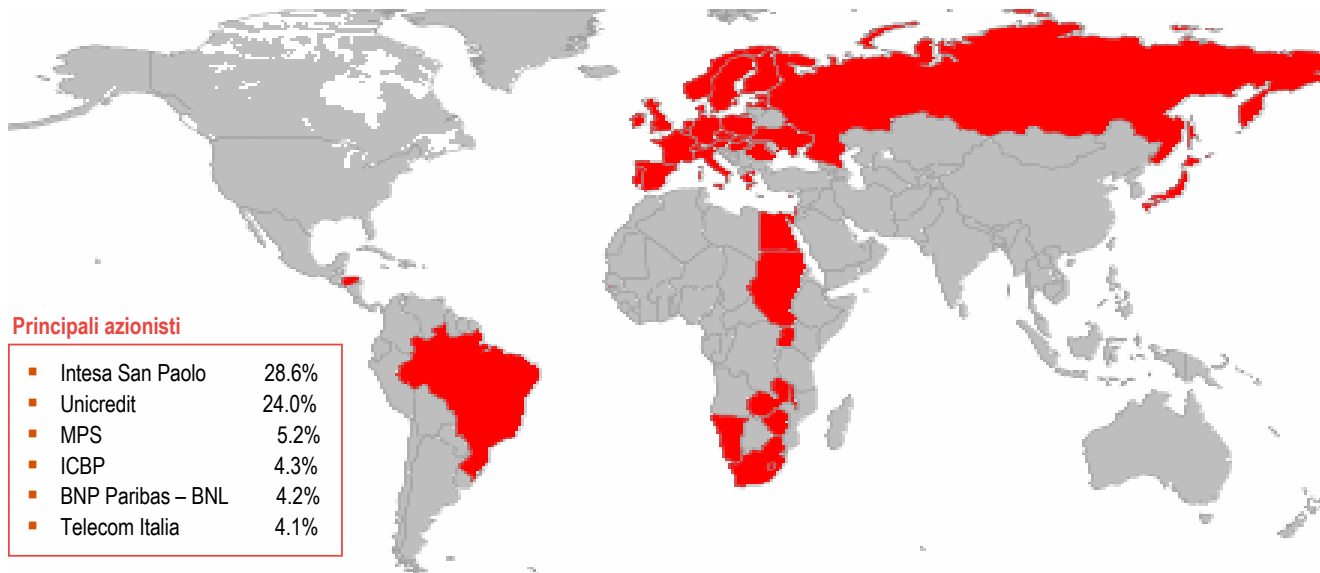 Principali azionisti
▪ Intesa San Paolo 28.6%
▪ Unicredit 24.0%
▪ MPS 5.2%
▪ ICBP 4.3%
▪ BNP Paribas – BNL 4.2%
▪ Telecom Italia 4.1%